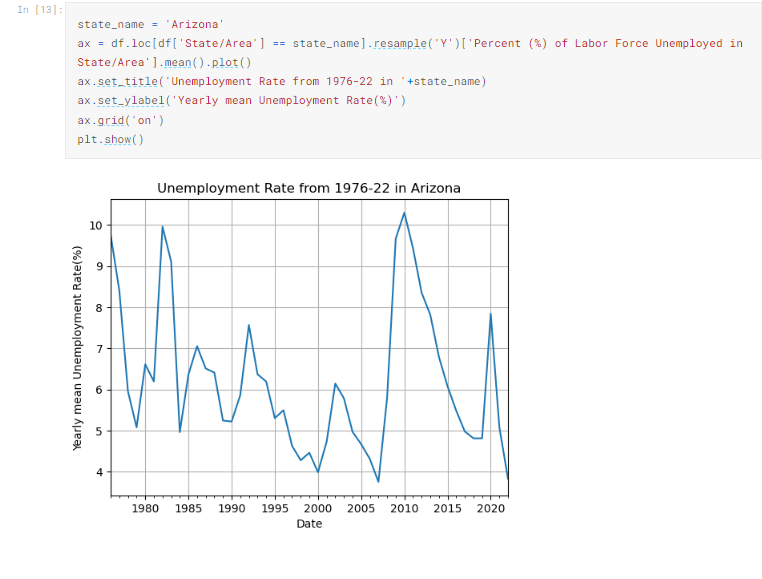 In [13]:
state_name = 'Arizona'
ax = df.loc[df['State/Area'] == state_name].resample('Y')['Percent (%) of Labor Force Unemployed in
State/Area'].mean().plot()
ax.set_title('Unemployment Rate from 1976-22 in '+state_name)
ax.set_ylabel('Yearly mean Unemployment Rate(%)')
ax.grid('on')
plt.show()
Unemployment Rate from 1976-22 in Arizona
Yearly mean Unemployment Rate(%)
10
9
8
7
6
5
4
1980 1985 1990 1995 2000 2005 2010 2015 2020
Date